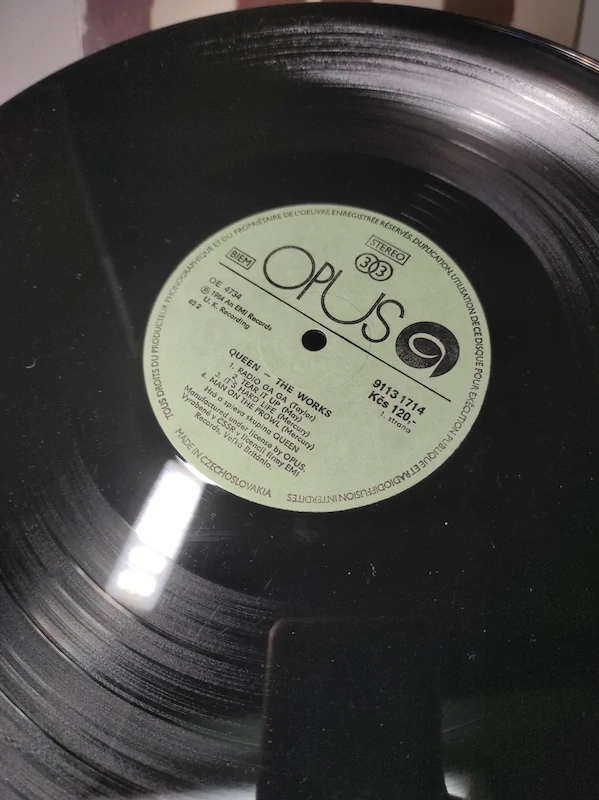 TOUS DROITS DU PRODUCTEUR PHONOGRAPHIQUE ET DU PROPRIÉTAIRE DE L'OEUVRE ENREGISTRÉE RÉSERVÉS. DUPLICATION, UTILISATION DE CE DISQUE POUR EXÉCUTION PUBLIQUE ET RADIODIFFUSION INTERDITES
STEREO
303
BIEM
OPUS
OE 4734
℗ 1984 An EMI Records
U. K. Recording
43 2
9113 1714
Kčs 120,-
1. strana
QUEEN – THE WORKS
1. RADIO GA GA (Taylor)
2. TEAR IT UP (May)
3. IT'S HARD LIFE (Mercury)
4. MAN ON THE PROWL (Mercury)
Hrá a spieva skupina QUEEN
Manufactured under license by OPUS.
Vyrobené v ČSSR v licencii firmy EMI
Records, Veľká Británia.
MADE IN CZECHOSLOVAKIA